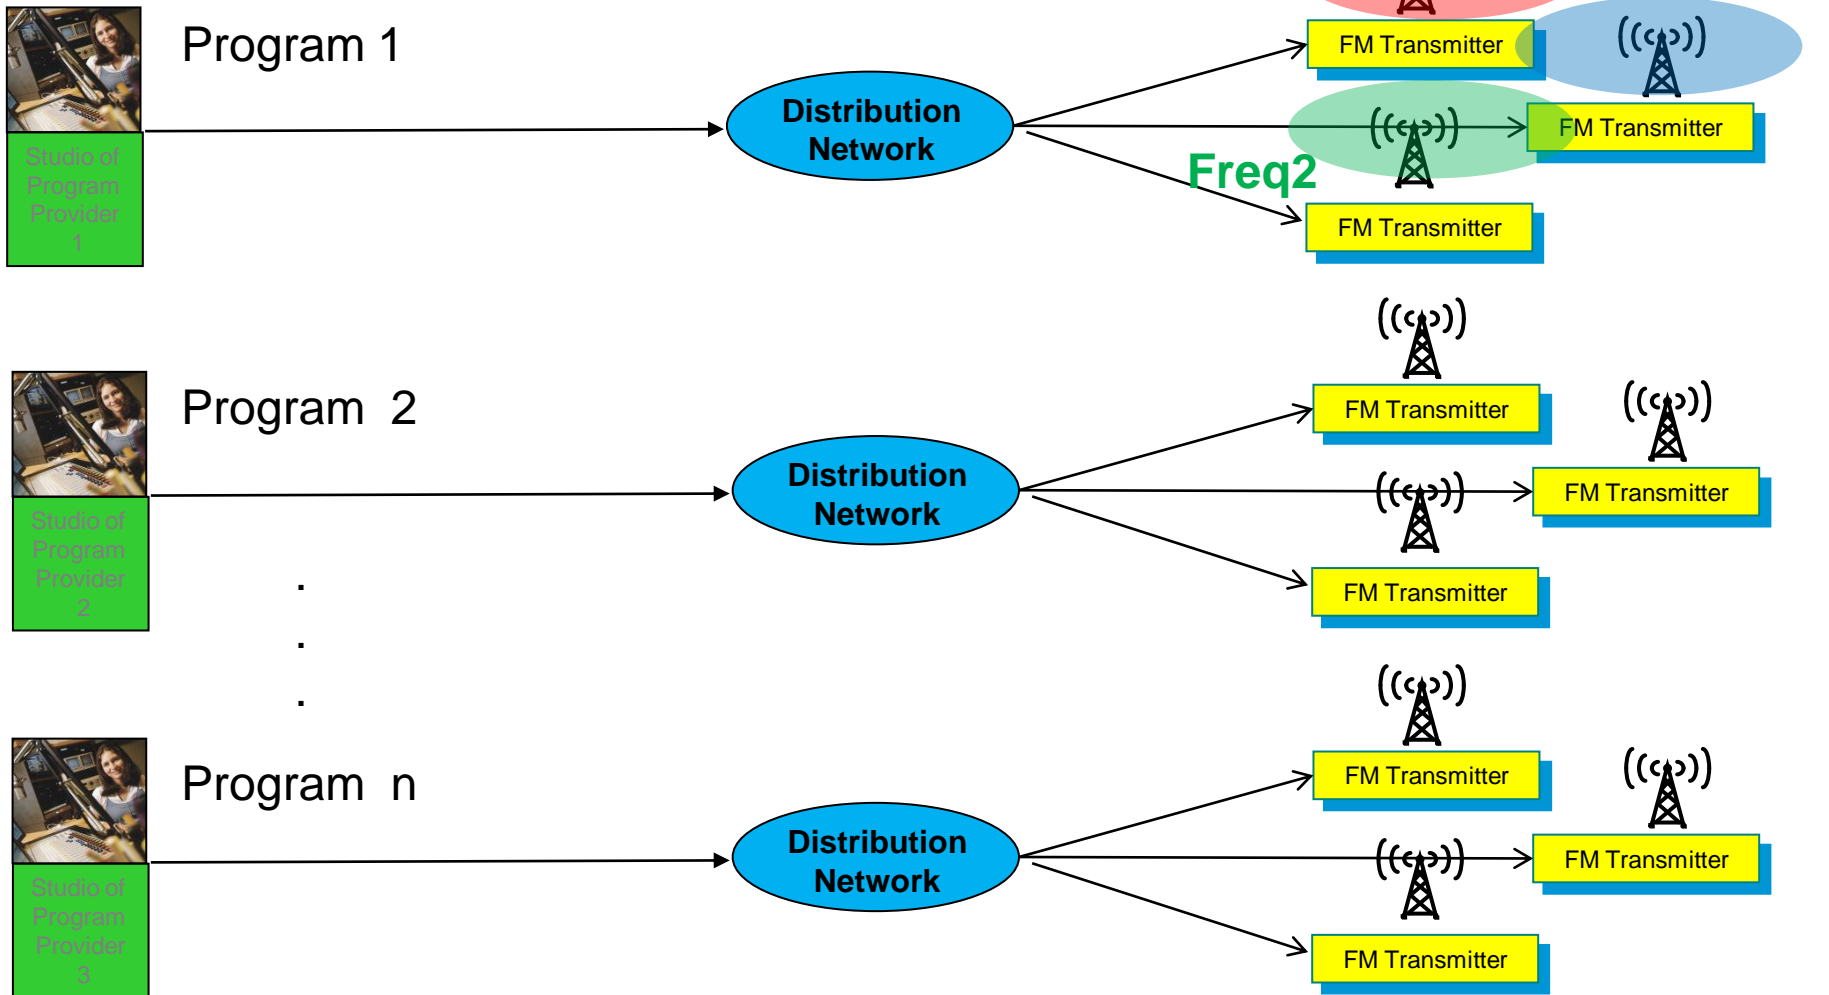 Program 1
Studio of
Program
Provider
1
Distribution
Network
FM Transmitter
FM Transmitter
Freq2
FM Transmitter
Program 2
Studio of
Program
Provider
2
Distribution
Network
FM Transmitter
FM Transmitter
FM Transmitter
.
.
.
Program n
Studio of
Program
Provider
3
Distribution
Network
FM Transmitter
FM Transmitter
FM Transmitter